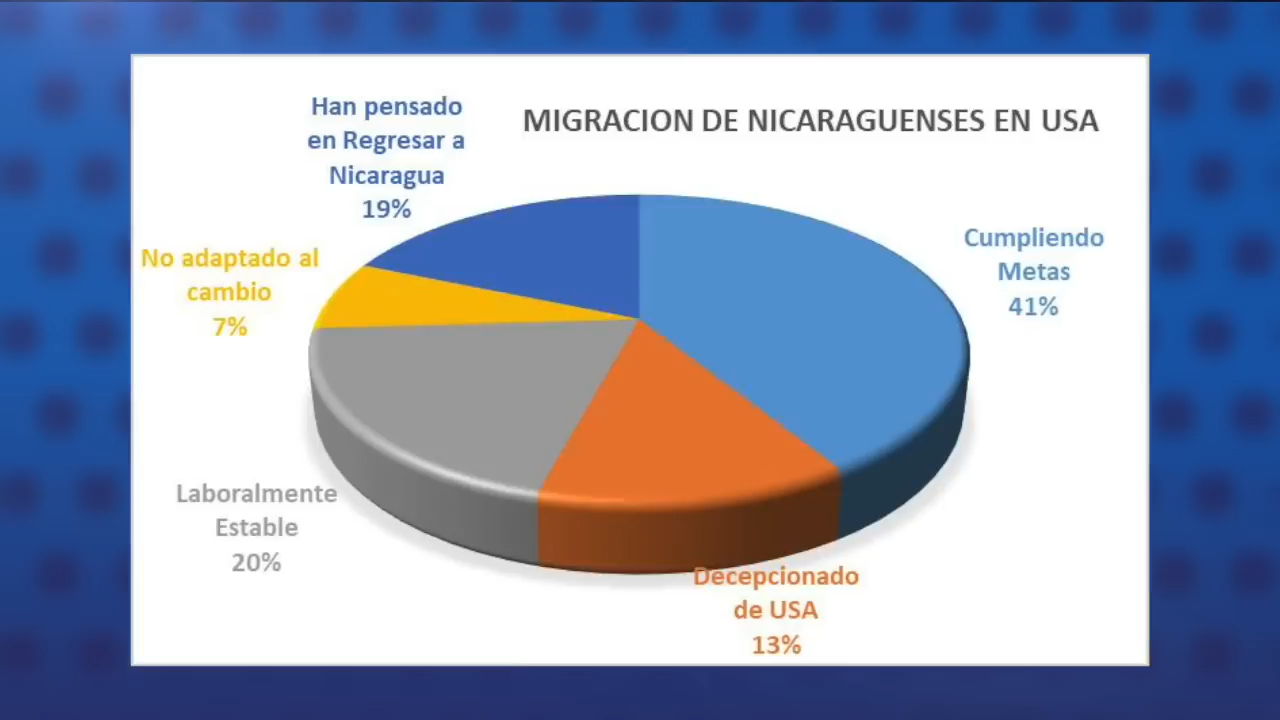 MIGRACION DE NICARAGUENSES EN USA
Han pensado
en Regresar a
Nicaragua
19%
Cumpliendo
Metas
41%
No adaptado al
cambio
7%
Laboralmente
Estable
20%
Decepcionado
de USA
13%